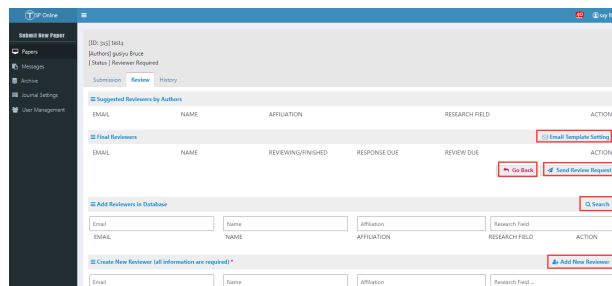 TSP Online
40
Submit New Paper
Papers
Messages
Archive
Journal Settings
User Management
[ID: 315] test4
[Authors] gusiyu Bruce
[ Status ] Reviewer Required
Submission Review History
Suggested Reviewers by Authors
EMAIL NAME AFFILIATION RESEARCH FIELD ACTION
Final Reviewers Email Template Setting
EMAIL NAME REVIEWING/FINISHED RESPONSE DUE REVIEW DUE ACTION
Go Back Send Review Request
Add Reviewers in Database Search
Email Name Affiliation Research Field
EMAIL NAME AFFILIATION RESEARCH FIELD ACTION
Create New Reviewer (all information are required) * Add New Reviewer
Email Name Affiliation Research Field ...